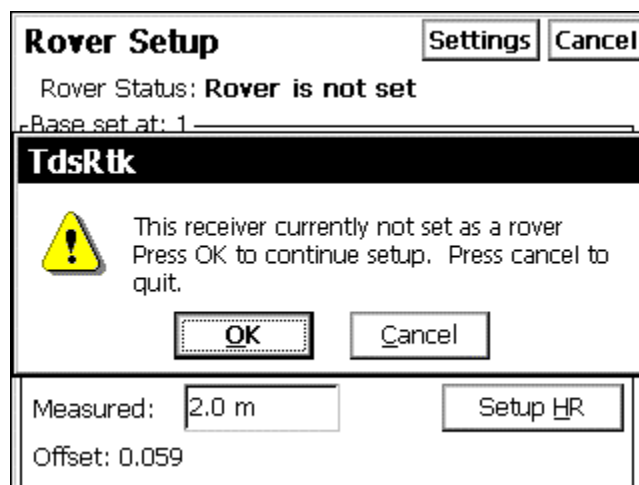 Rover Setup Settings Cancel
Rover Status: Rover is not set
Base set at: 1
TdsRtk
This receiver currently not set as a rover
Press OK to continue setup. Press cancel to
quit.
OK Cancel
Measured: 2.0 m Setup HR
Offset: 0.059